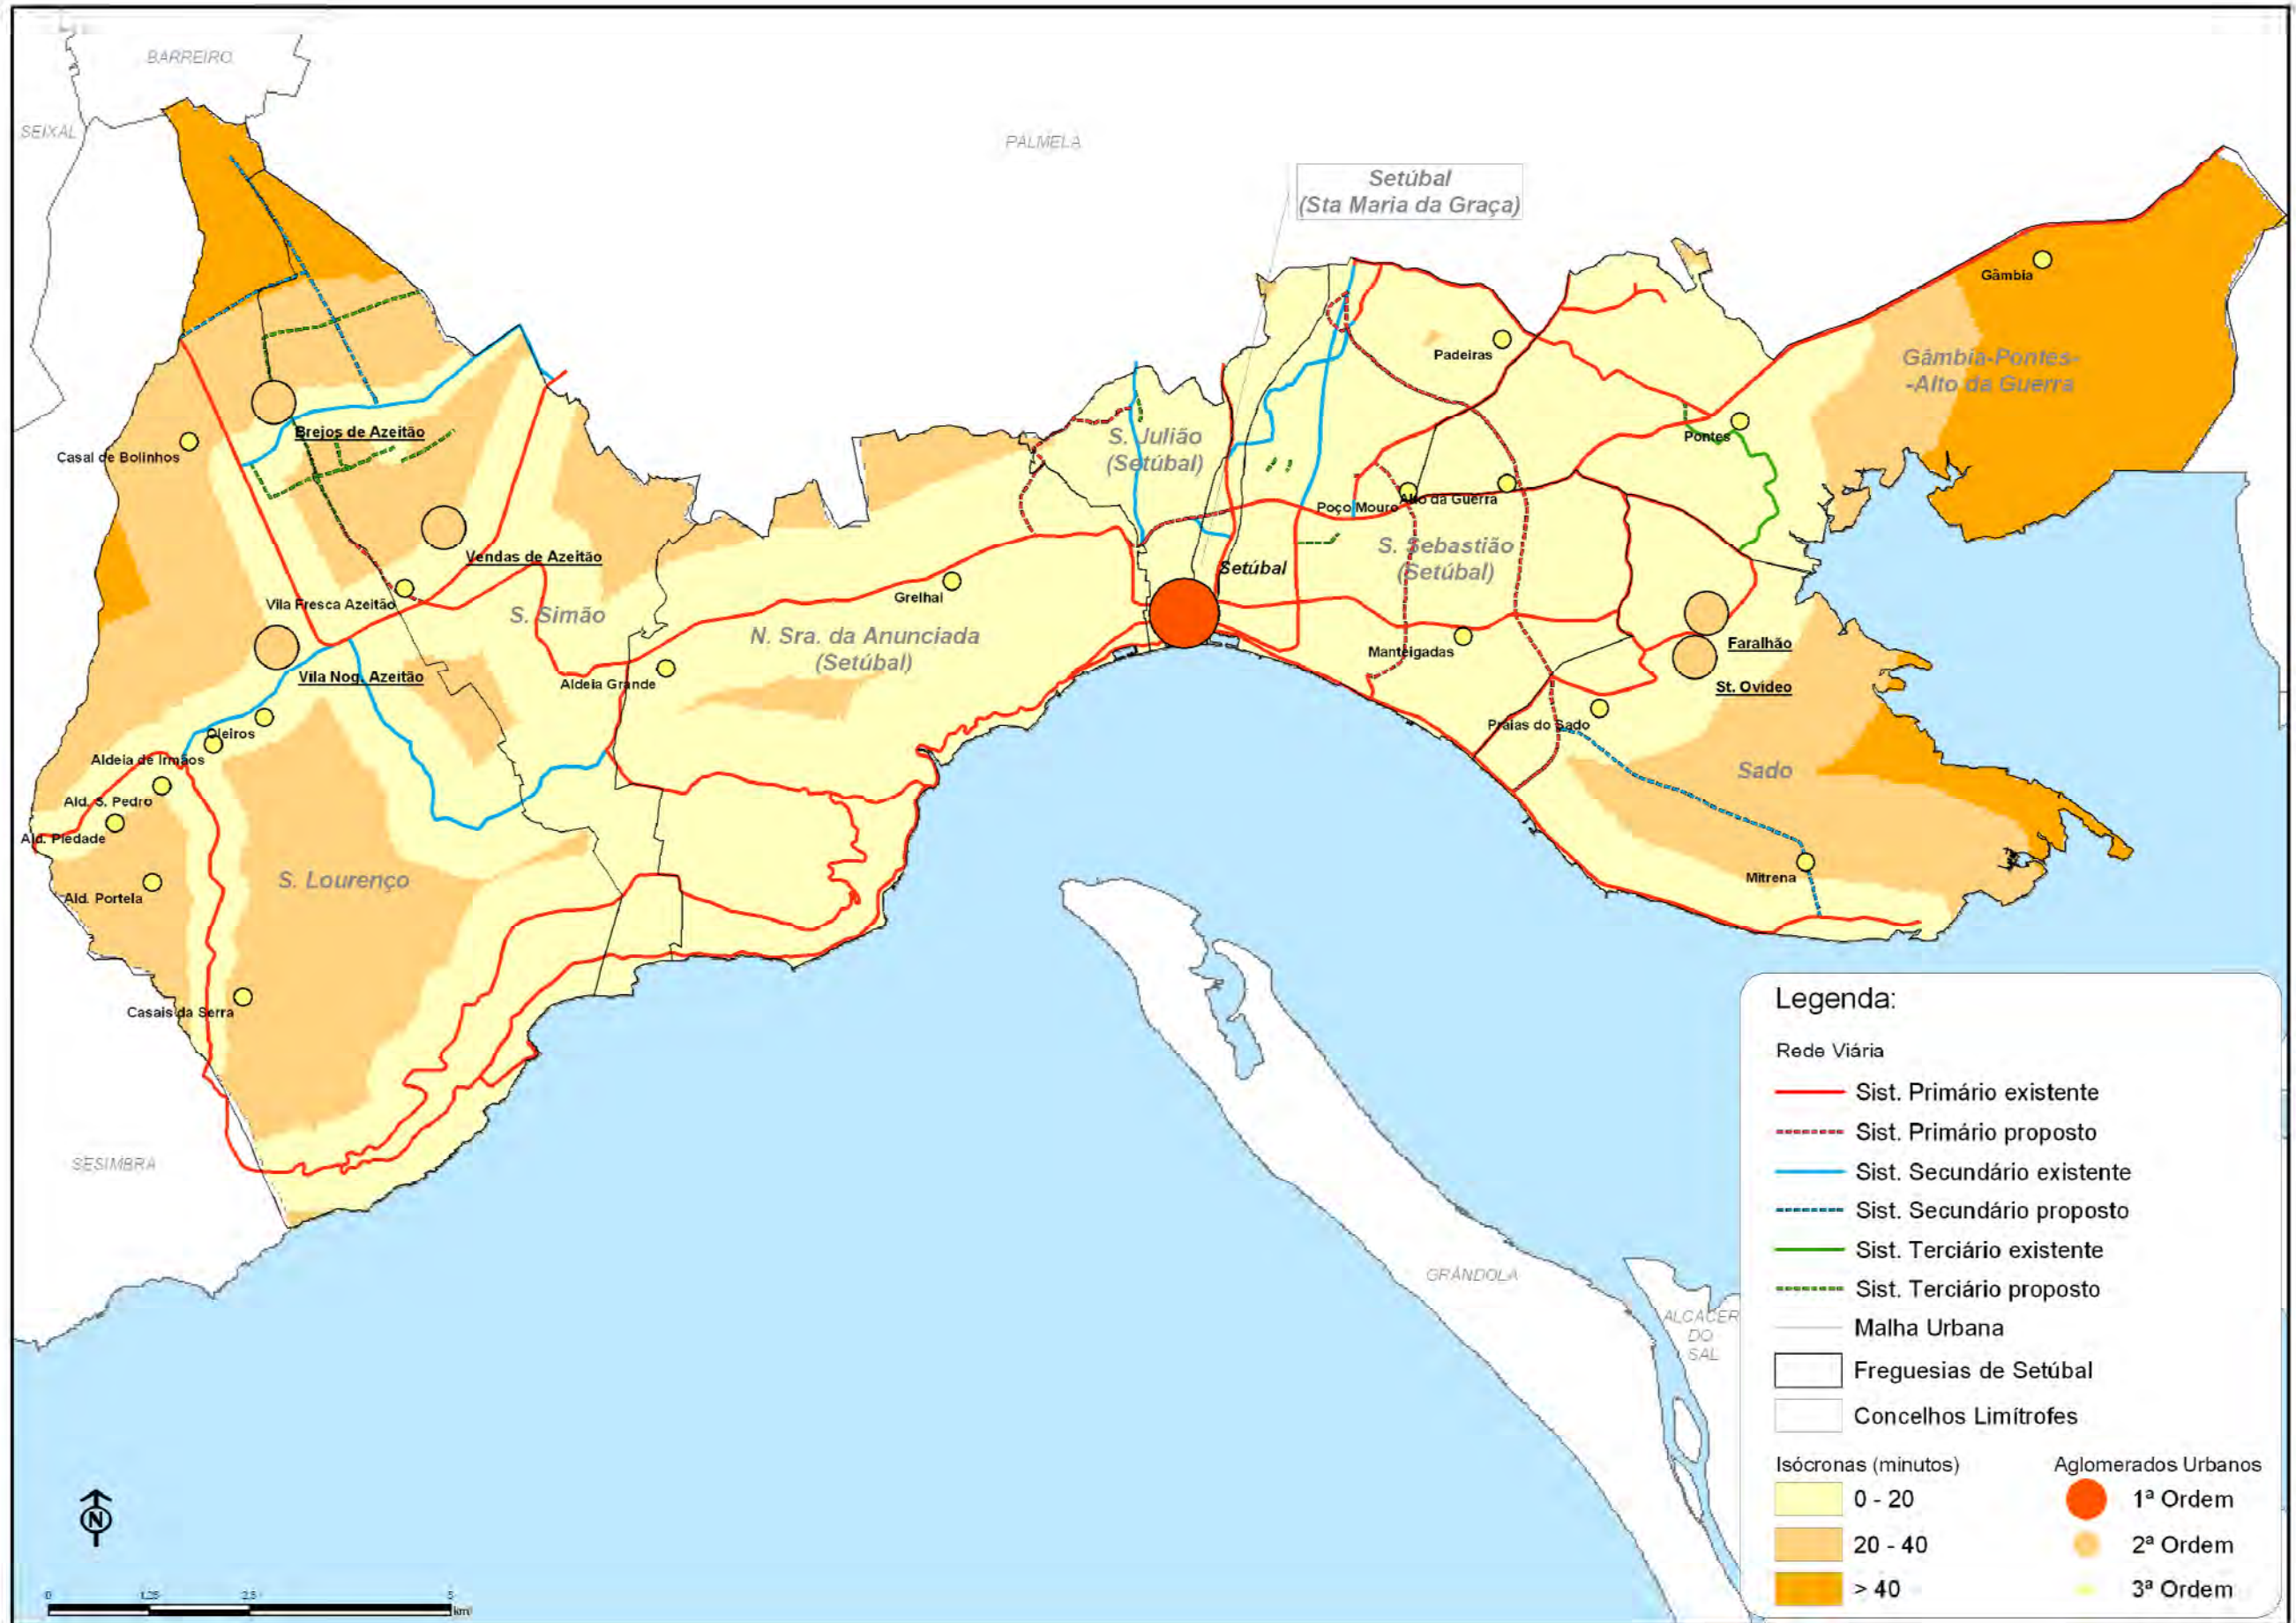 BARREIRO
SEIXAL
PALMELA
Setúbal
(Sta Maria da Graça)
Gâmbia
Padeiras
Gâmbia-Pontes-
-Alto da Guerra
Brejos de Azeitão
Casal de Bolinhos
S. Julião
(Setúbal)
Pontes
Alto da Guerra
Poço Mouro
Vendas de Azeitão
S. Sebastião
(Setúbal)
Setúbal
Vila Fresca Azeitão
S. Simão
Grelhal
N. Sra. da Anunciada
(Setúbal)
Manteigadas
Faralhão
Vila Nog. Azeitão
Aldeia Grande
St. Ovídeo
Oleiros
Praias do Sado
Aldeia de Irmãos
Sado
Ald. S. Pedro
Ald. Piedade
S. Lourenço
Mitrena
Ald. Portela
Casais da Serra
SESIMBRA
GRÂNDOLA
ALCÁCER
DO
SAL
Legenda:
Rede Viária
Sist. Primário existente
Sist. Primário proposto
Sist. Secundário existente
Sist. Secundário proposto
Sist. Terciário existente
Sist. Terciário proposto
Malha Urbana
Freguesias de Setúbal
Concelhos Limítrofes
Isócronas (minutos)
0 - 20
20 - 40
> 40
Aglomerados Urbanos
1ª Ordem
2ª Ordem
3ª Ordem
N
0 1,25 2,5 5
km